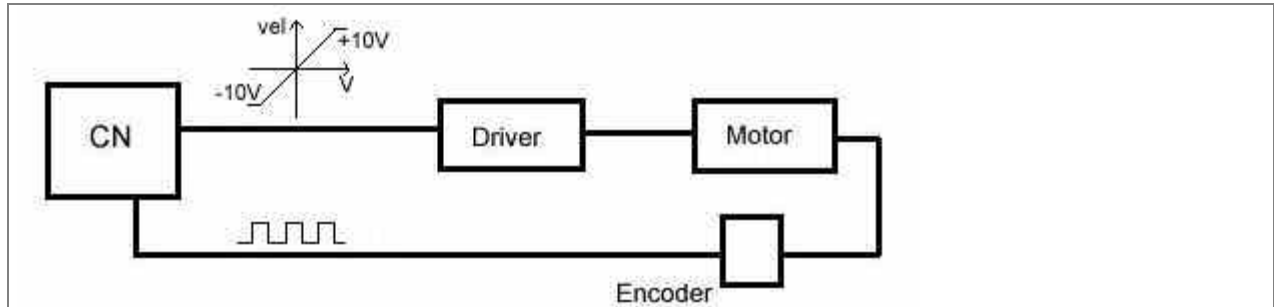 vel
+10V
V
-10V
CN
Driver
Motor
Encoder